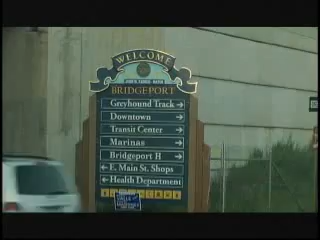 WELCOME
BRIDGEPORT
Greyhound Track →
Downtown →
Transit Center →
Marinas →
Bridgeport H →
← E. Main St. Shops
← Health Department